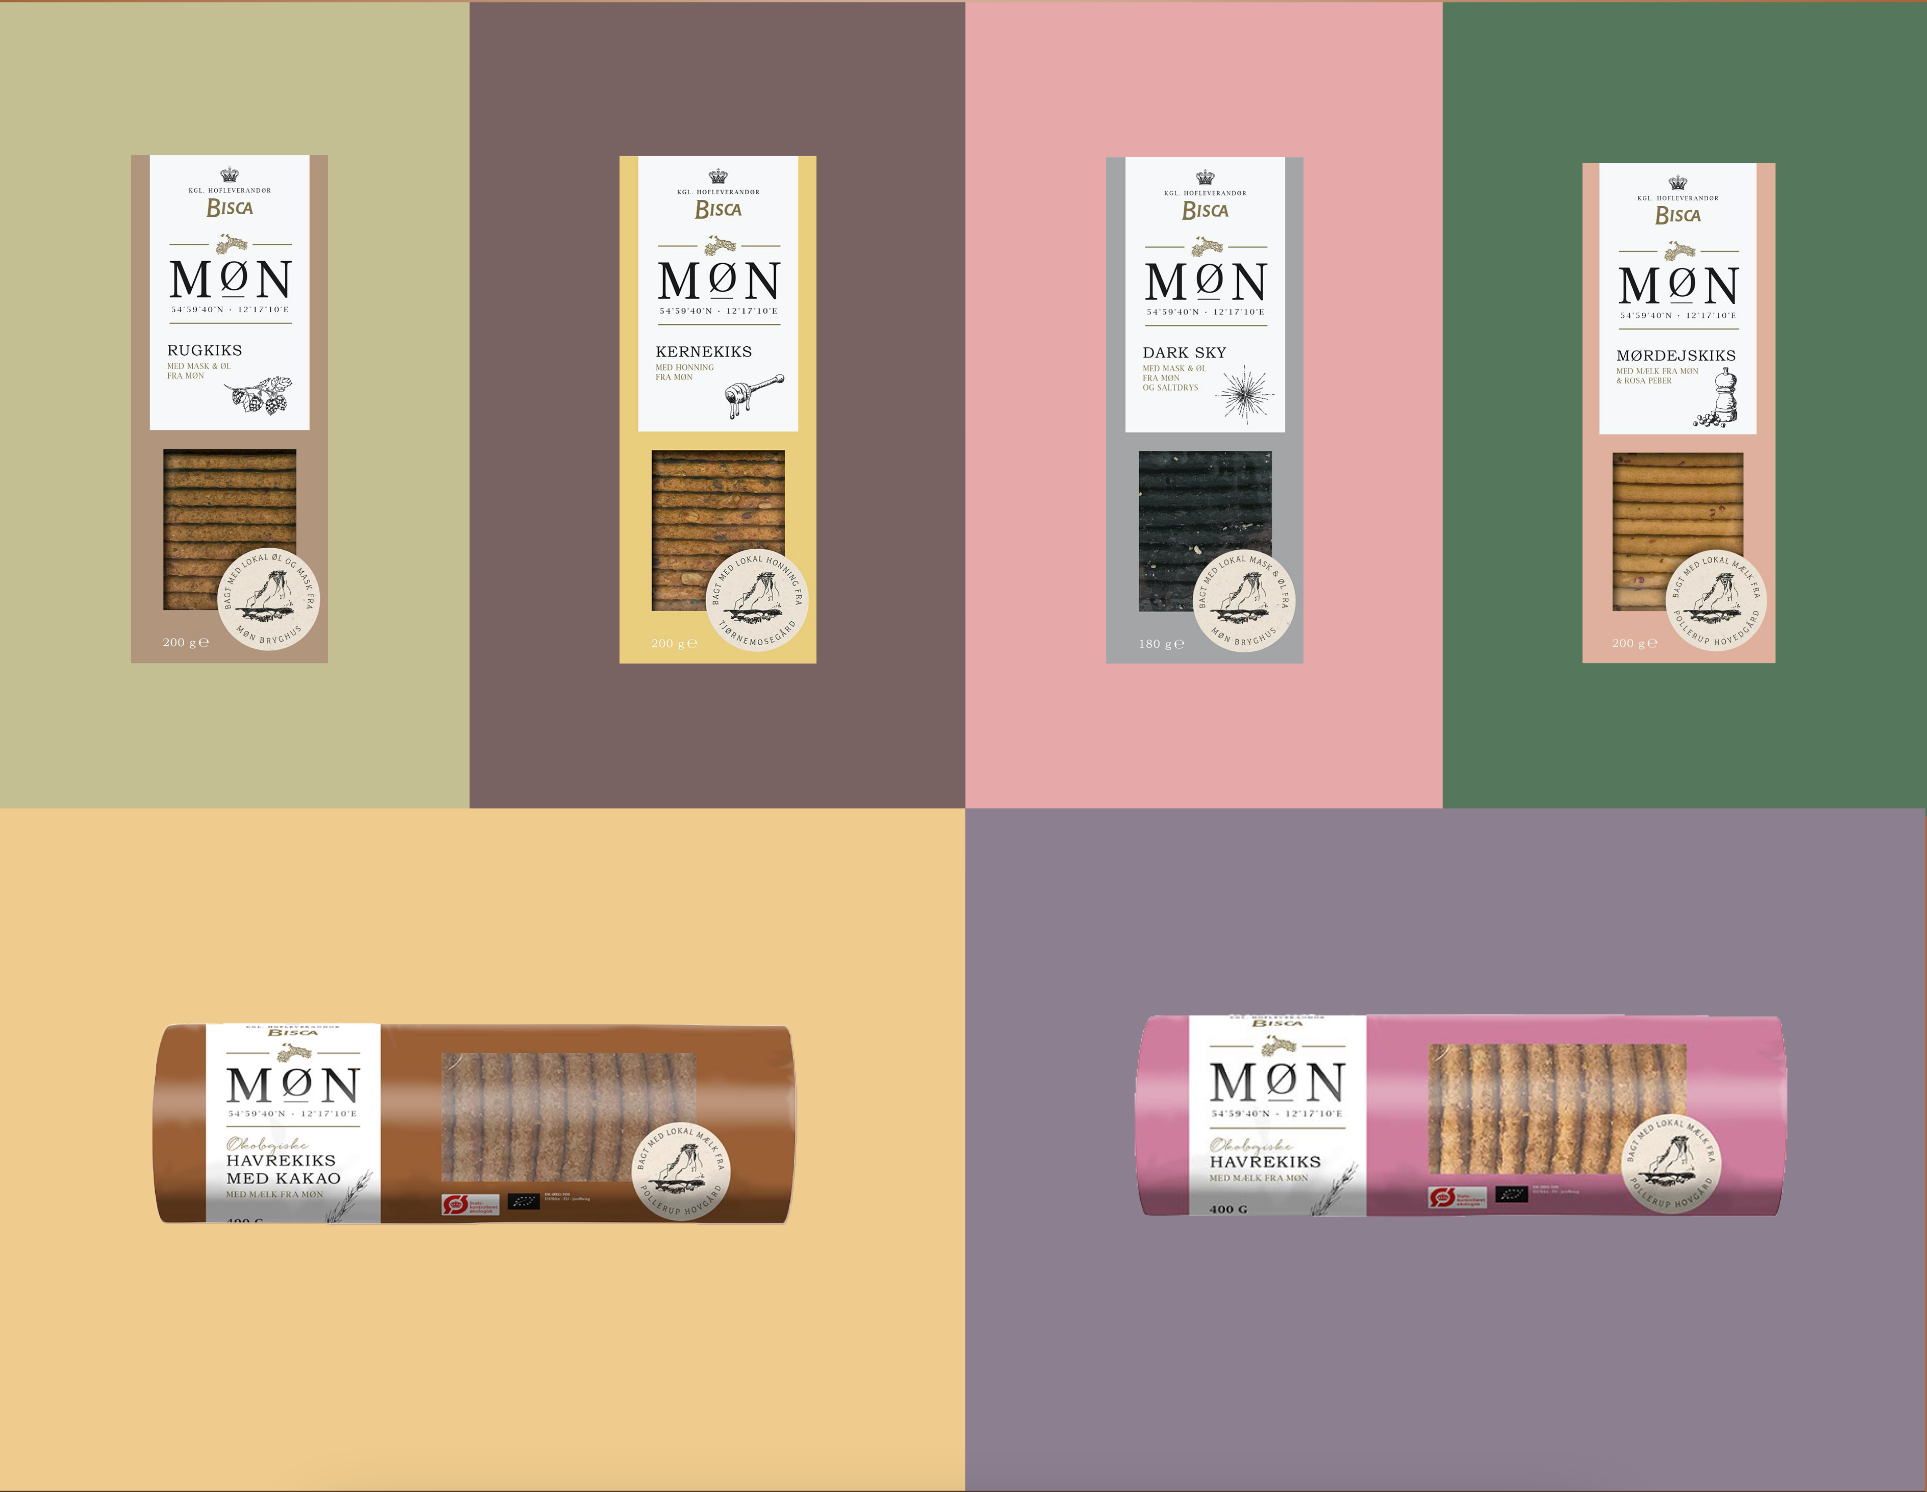 KGL. HOFLEVERANDØR
BISCA
MØN
54°59'40"N · 12°17'10"E
RUGKIKS
MED MASK & ØL
FRA MØN
BAGT MED LOKAL ØL OG MASK FRA
MØN BRYGHUS
200 g ℮
KGL. HOFLEVERANDØR
BISCA
MØN
54°59'40"N · 12°17'10"E
KERNEKIKS
MED HONNING
FRA MØN
BAGT MED LOKAL HONNING FRA
TJØRNEMOSEGÅRD
200 g ℮
KGL. HOFLEVERANDØR
BISCA
MØN
54°59'40"N · 12°17'10"E
DARK SKY
MED MASK & ØL
FRA MØN
OG SALTDRYS
BAGT MED LOKAL MASK & ØL FRA
MØN BRYGHUS
180 g ℮
KGL. HOFLEVERANDØR
BISCA
MØN
54°59'40"N · 12°17'10"E
MØRDEJSKIKS
MED MÆLK FRA MØN
& ROSA PEBER
BAGT MED LOKAL MÆLK FRA
POLLERUP HOVEDGÅRD
200 g ℮
BISCA
MØN
54°59'40"N · 12°17'10"E
Økologiske
HAVREKIKS
MED KAKAO
MED MÆLK FRA MØN
400 G
BAGT MED LOKAL MÆLK FRA
POLLERUP HOVGÅRD
Ø
Stats-
kontrolleret
økologisk
BISCA
MØN
54°59'40"N · 12°17'10"E
Økologiske
HAVREKIKS
MED MÆLK FRA MØN
400 G
BAGT MED LOKAL MÆLK FRA
POLLERUP HOVGÅRD
Ø
Stats-
kontrolleret
økologisk